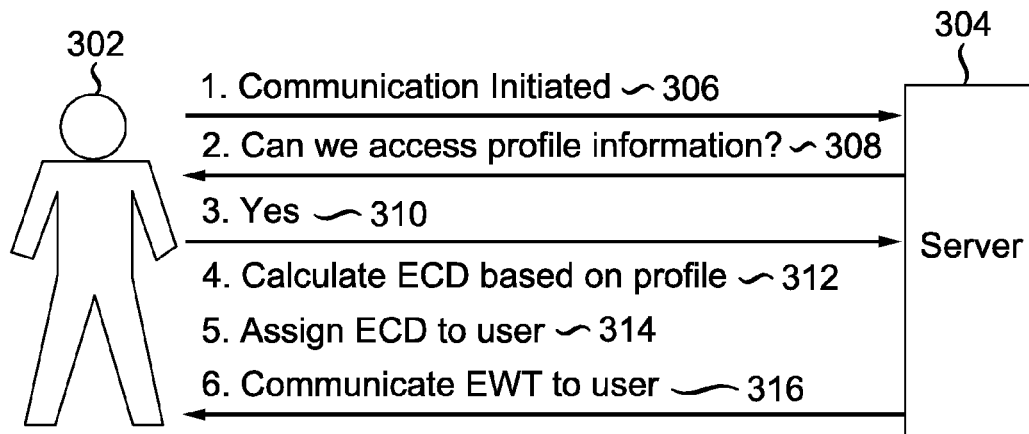 302
304
1. Communication Initiated 306
2. Can we access profile information? 308
3. Yes 310
Server
4. Calculate ECD based on profile 312
5. Assign ECD to user 314
6. Communicate EWT to user 316